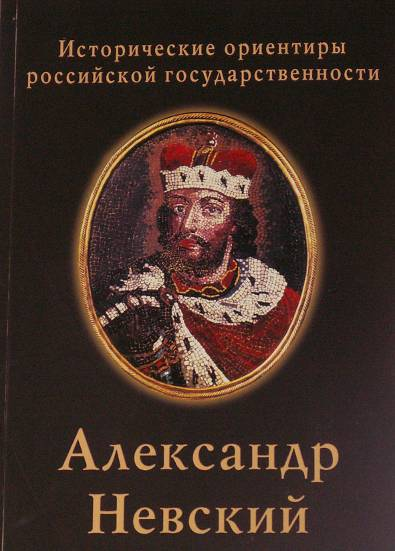 Исторические ориентиры
российской государственности
Александр
Невский